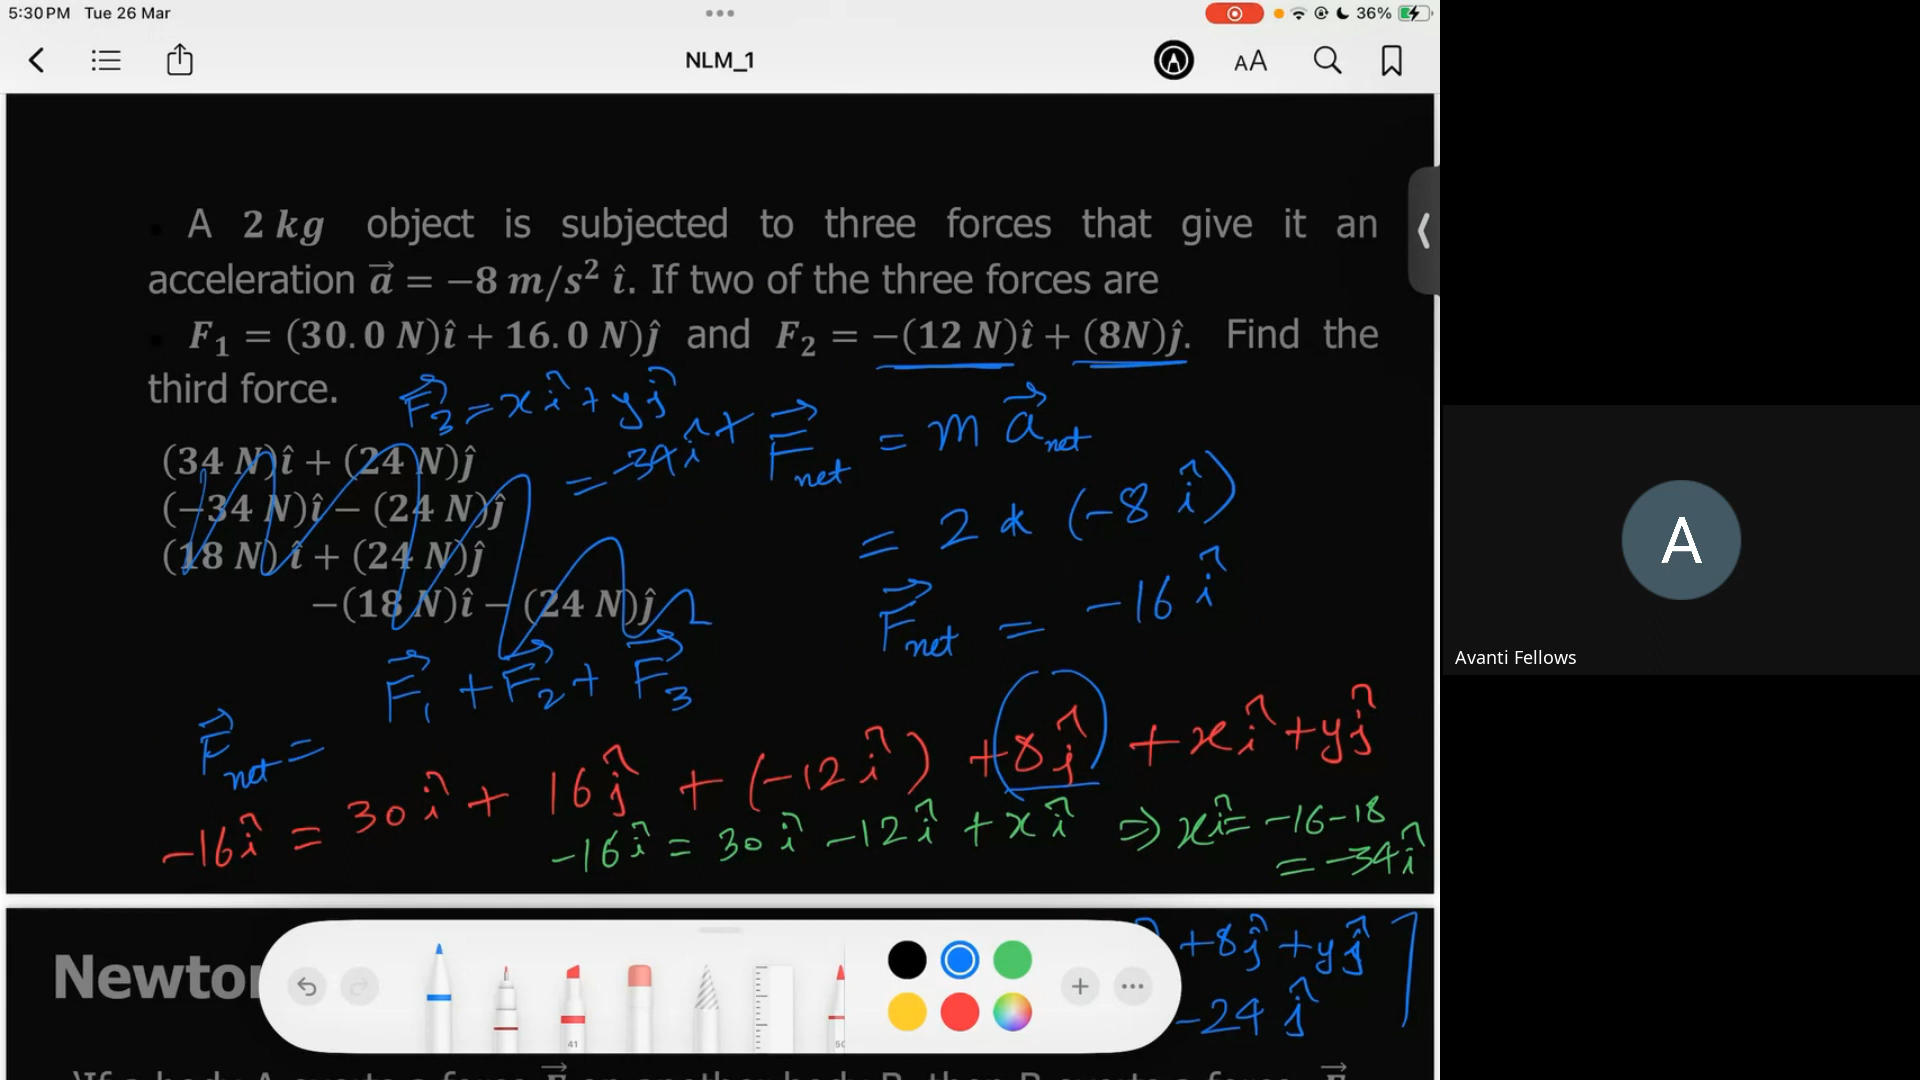 5:30 PM Tue 26 Mar
36%
NLM_1
AA
A 2 kg object is subjected to three forces that give it an
acceleration a⃗ = −8 m/s² î. If two of the three forces are
F₁ = (30.0 N)î + 16.0 N)ĵ and F₂ = −(12 N)î + (8N)ĵ. Find the
third force.
F⃗₃ = xî + yĵ
= -34î +
(34 N)î + (24 N)ĵ
(−34 N)î − (24 N)ĵ
(18 N) î + (24 N)ĵ
−(18 N)î − (24 N)ĵ
F⃗net = m a⃗net
= 2 * (-8 î)
F⃗net = -16 î
F⃗net = F⃗₁ + F⃗₂ + F⃗₃
-16î = 30î + 16ĵ + (-12î) + 8ĵ + xî + yĵ
-16î = 30î - 12î + xî ⇒ xî = -16-18
= -34î
+8ĵ + yĵ
-24 ĵ
Newto
41
A
Avanti Fellows